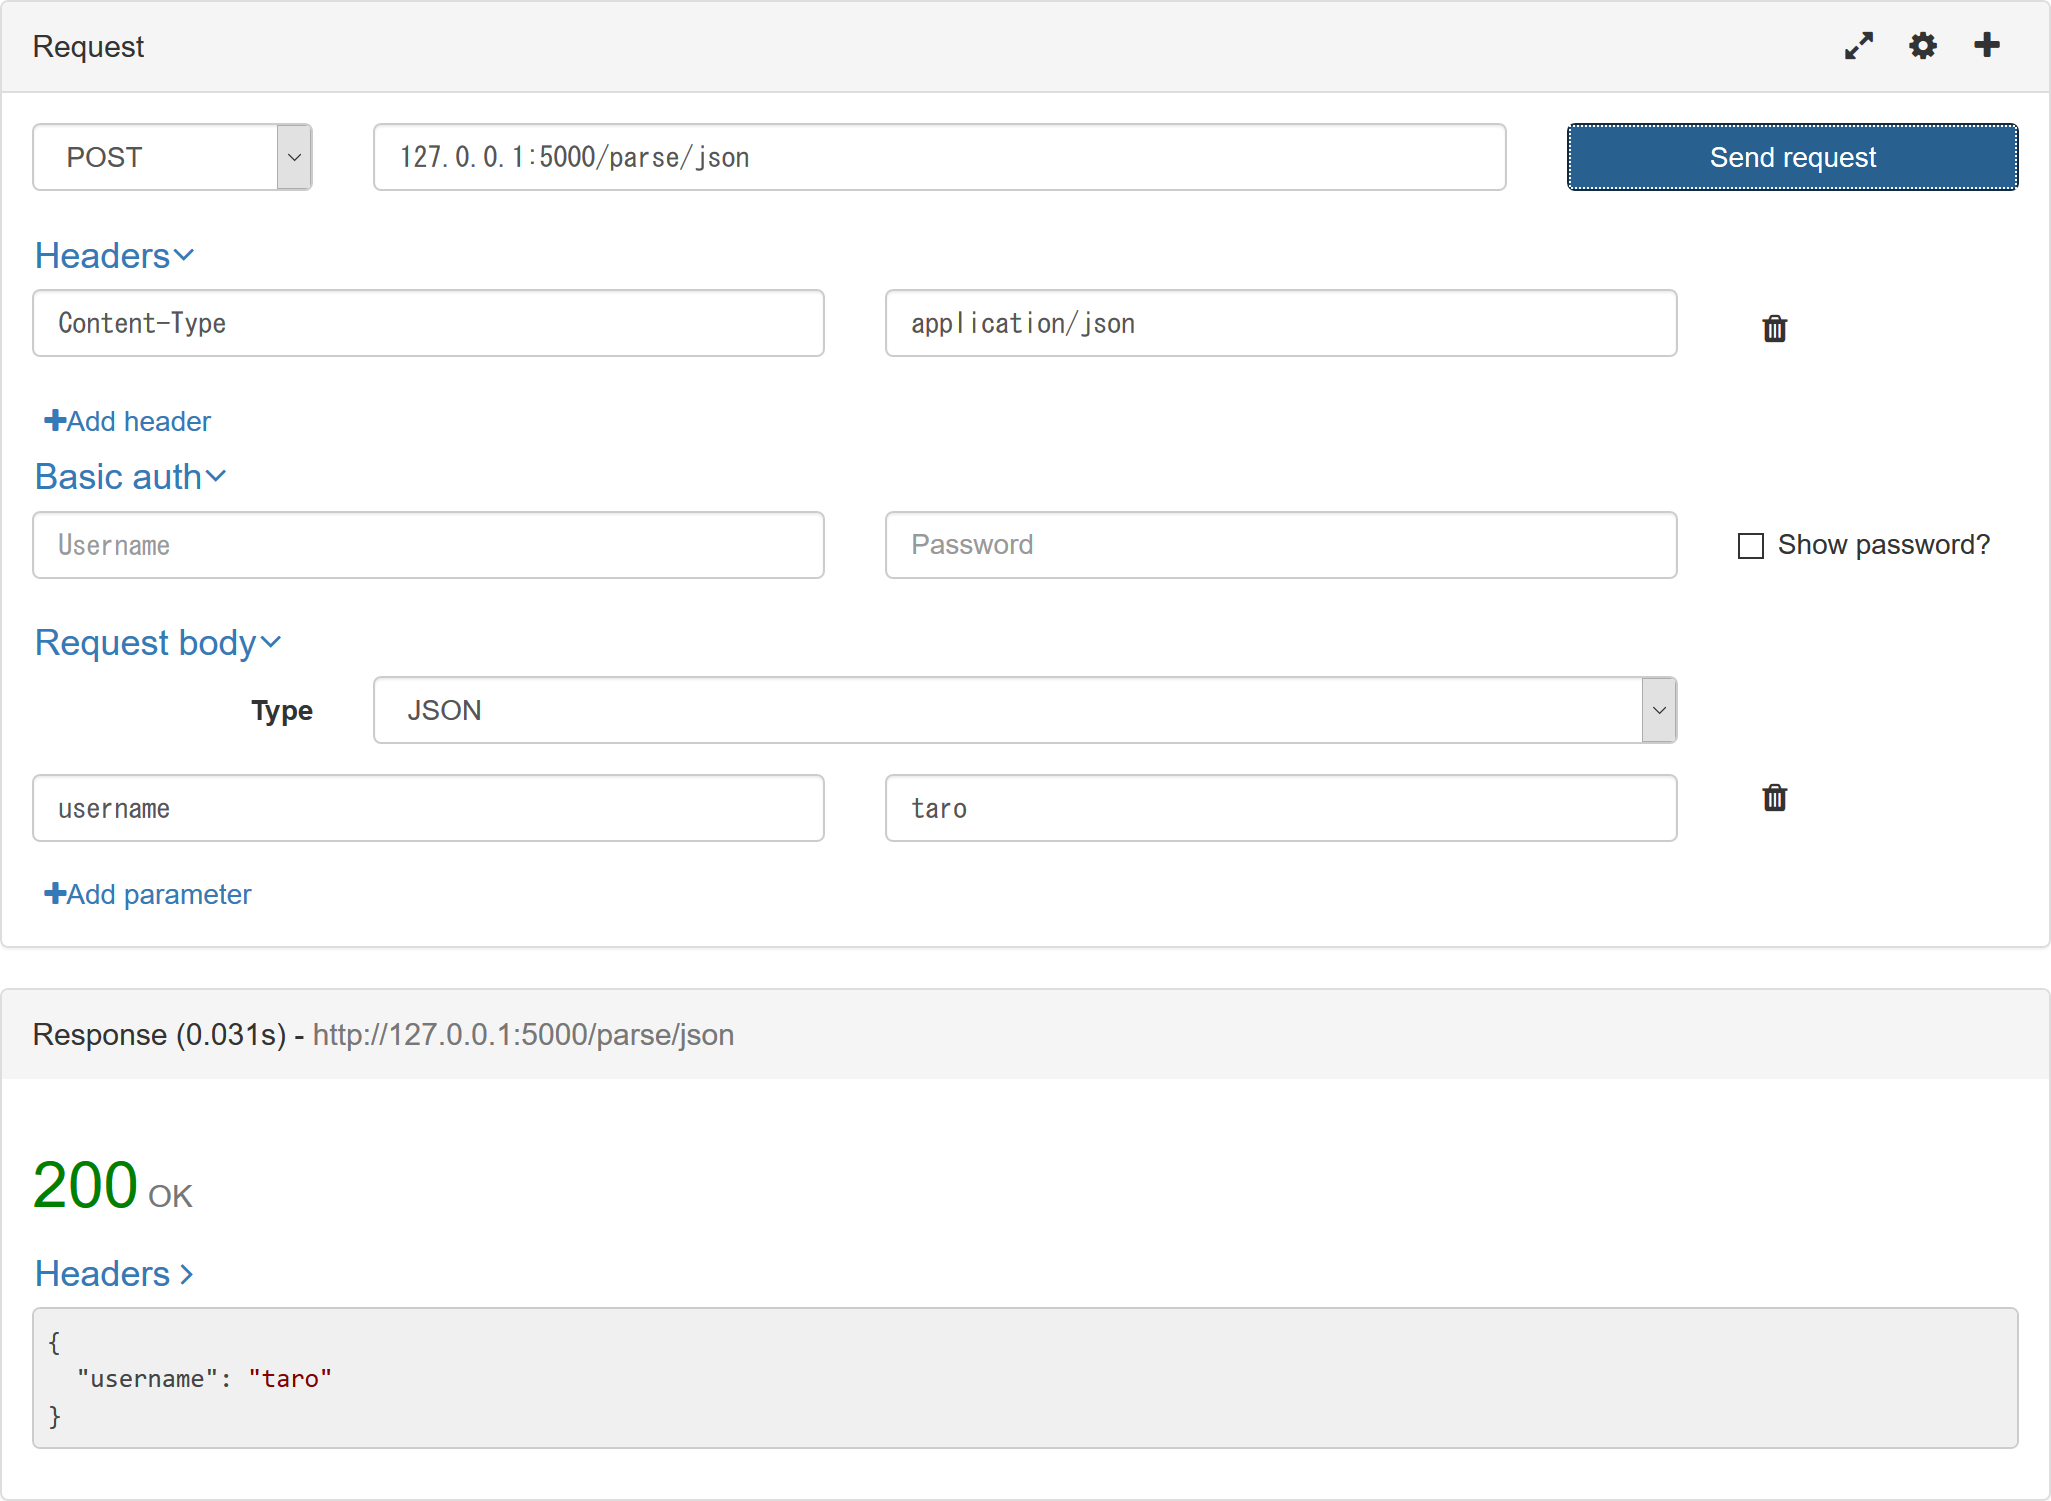 Request
POST 127.0.0.1:5000/parse/json Send request
Headers
Content-Type application/json
Add header
Basic auth
Username Password Show password?
Request body
Type JSON
username taro
Add parameter
Response (0.031s) - http://127.0.0.1:5000/parse/json
200 OK
Headers
{
"username": "taro"
}